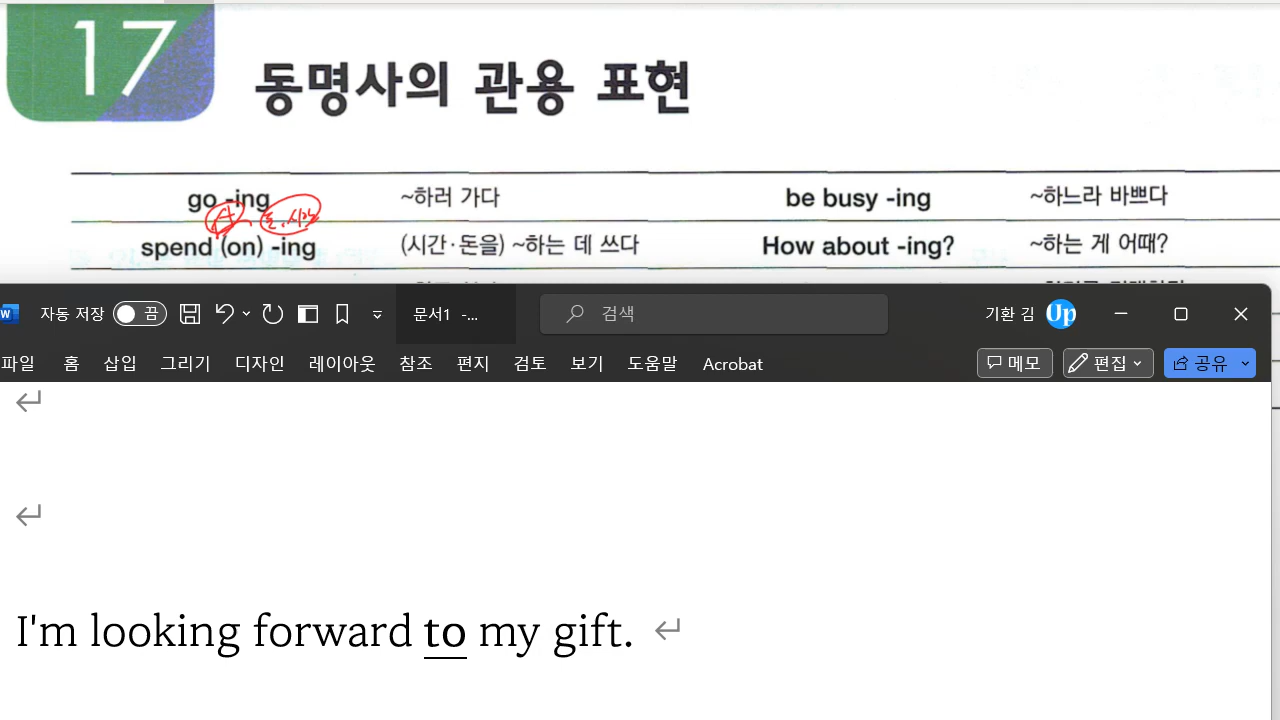 17
동명사의 관용 표현
go -ing ~하러 가다 be busy -ing ~하느라 바쁘다
spend (on) -ing (시간·돈을) ~하는 데 쓰다 How about -ing? ~하는 게 어때?
자동 저장 끔 문서1 -... 검색 기환 김 Up
파일 홈 삽입 그리기 디자인 레이아웃 참조 편지 검토 보기 도움말 Acrobat 메모 편집 공유
I'm looking forward to my gift.